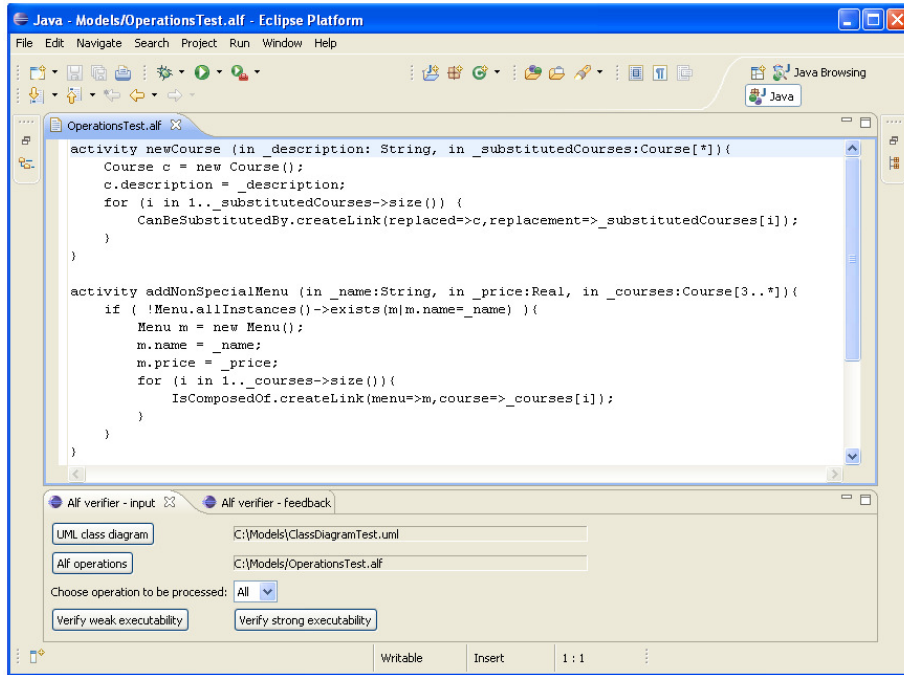 Java - Models/OperationsTest.alf - Eclipse Platform
File Edit Navigate Search Project Run Window Help
Java Browsing
Java
OperationsTest.alf
activity newCourse (in _description: String, in _substitutedCourses:Course[*]){
    Course c = new Course();
    c.description = _description;
    for (i in 1.._substitutedCourses->size()) {
        CanBeSubstitutedBy.createLink(replaced=>c,replacement=>_substitutedCourses[i]);
    }
}
activity addNonSpecialMenu (in _name:String, in _price:Real, in _courses:Course[3..*]){
    if ( !Menu.allInstances()->exists(m|m.name=_name) ){
        Menu m = new Menu();
        m.name = _name;
        m.price = _price;
        for (i in 1.._courses->size()){
            IsComposedOf.createLink(menu=>m,course=>_courses[i]);
        }
    }
}
Alf verifier - input Alf verifier - feedback
UML class diagram C:\Models\ClassDiagramTest.uml
Alf operations C:\Models/OperationsTest.alf
Choose operation to be processed: All
Verify weak executability Verify strong executability
Writable Insert 1 : 1